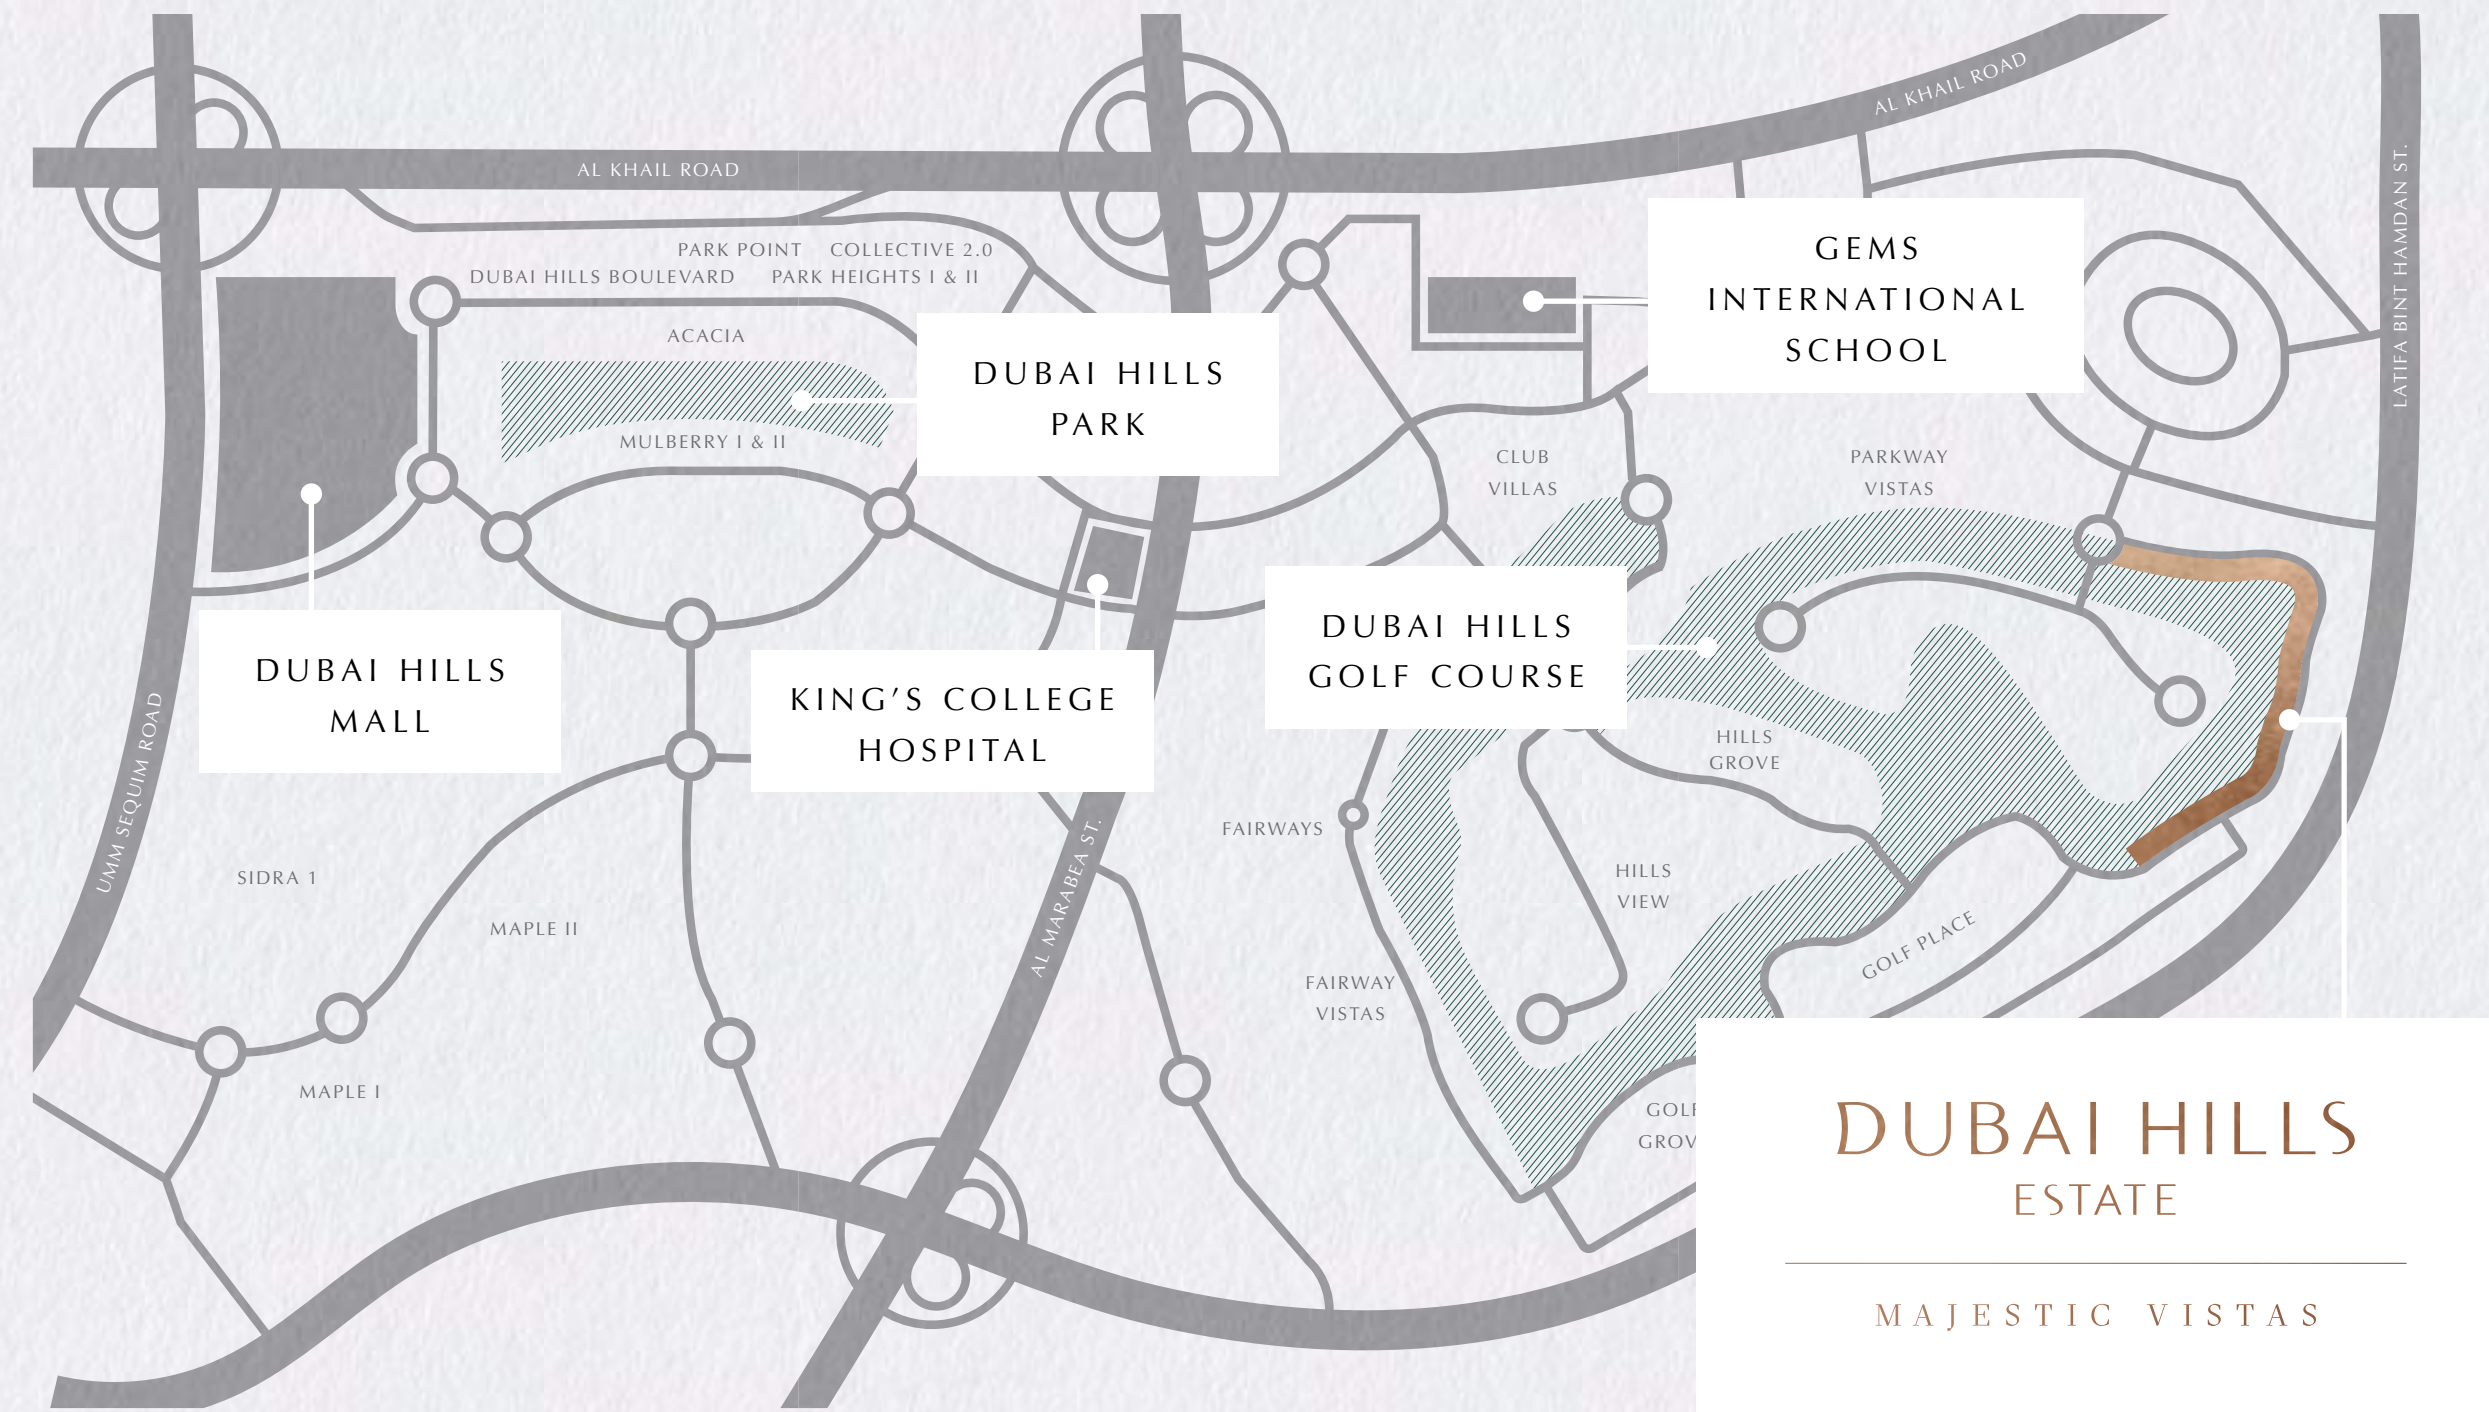 AL KHAIL ROAD
AL KHAIL ROAD
LATIFA BINT HAMDAN ST.
PARK POINT COLLECTIVE 2.0
DUBAI HILLS BOULEVARD PARK HEIGHTS I & II
ACACIA
MULBERRY I & II
GEMS
INTERNATIONAL
SCHOOL
DUBAI HILLS
PARK
CLUB
VILLAS
PARKWAY
VISTAS
DUBAI HILLS
MALL
KING’S COLLEGE
HOSPITAL
DUBAI HILLS
GOLF COURSE
UMM SEQUIM ROAD
HILLS
GROVE
FAIRWAYS
AL MARABEA ST.
SIDRA 1
MAPLE II
HILLS
VIEW
GOLF PLACE
FAIRWAY
VISTAS
MAPLE I
GOLF
GROV
DUBAI HILLS
ESTATE
MAJESTIC VISTAS